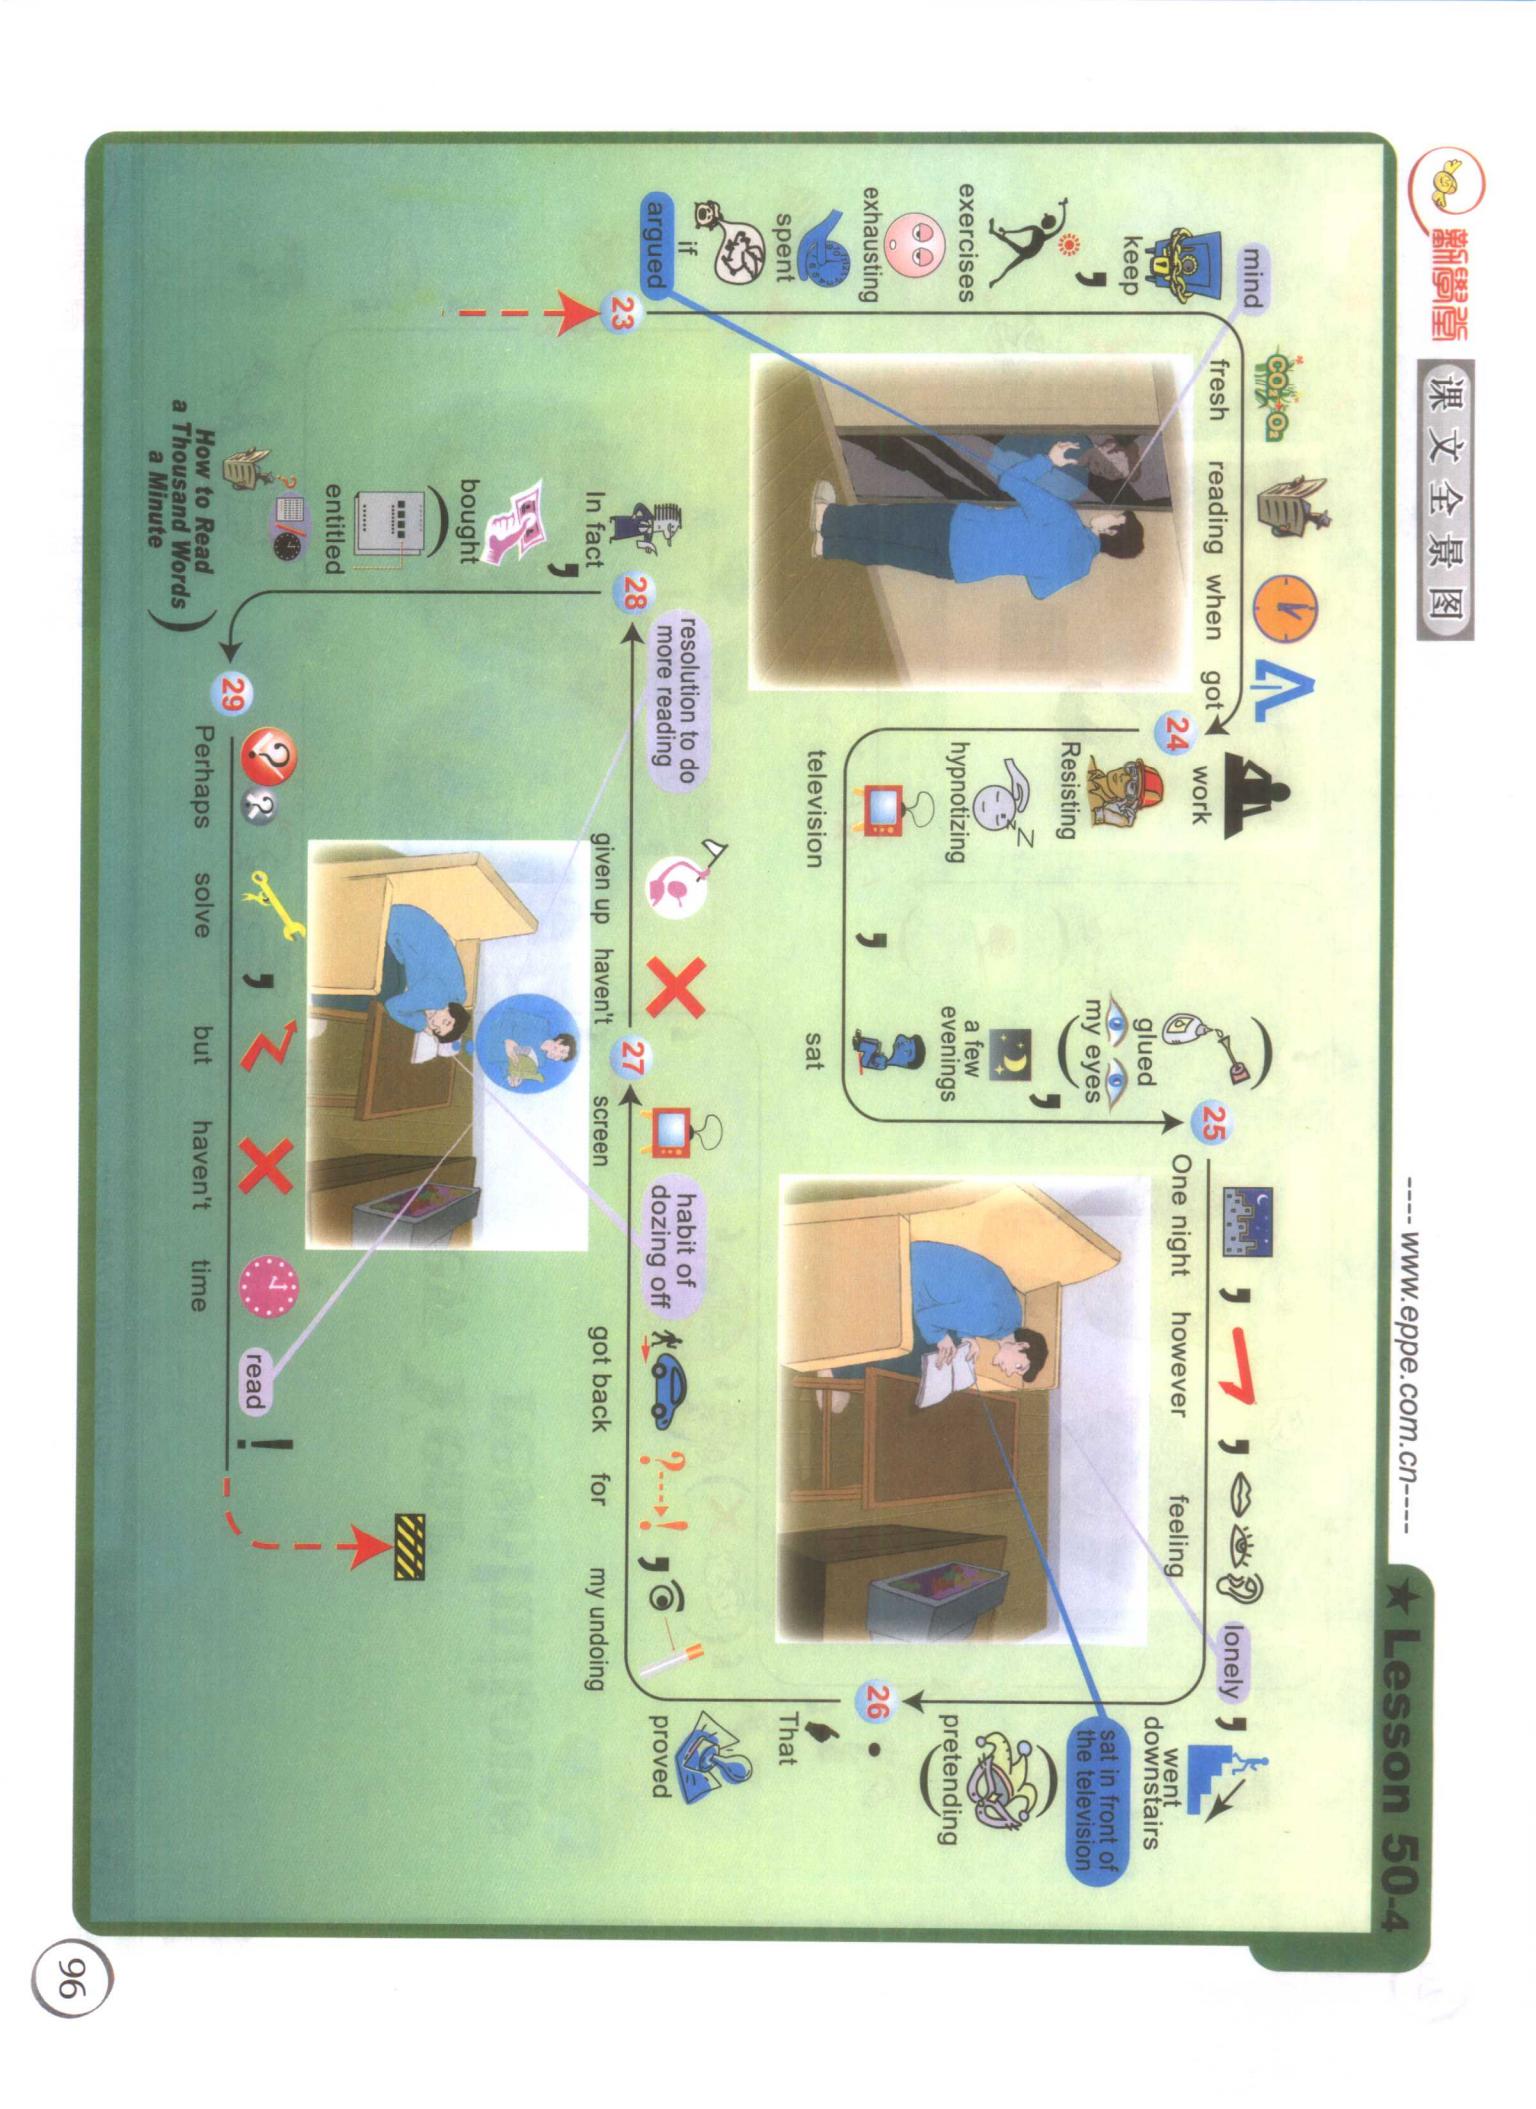 新學堂
课文全景图
---- www.eppe.com.cn----
★ Lesson 50-4
23
argued
if
spent
exhausting
exercises
,
keep
mind
CO₂ O₂
fresh reading when got
24
work
Resisting
hypnotizing
television
,
sat
,
a few
evenings
( my eyes
glued )
25
One night , however , feeling lonely ,
went
downstairs
sat in front of
the television
( pretending )
26
.
That
proved
my undoing
,
for
got back
habit of
dozing off
screen
27
haven't
given up
resolution to do
more reading
28
In fact
,
bought
( entitled
How to Read
a Thousand Words
a Minute )
29
Perhaps solve , but haven't time read !
96